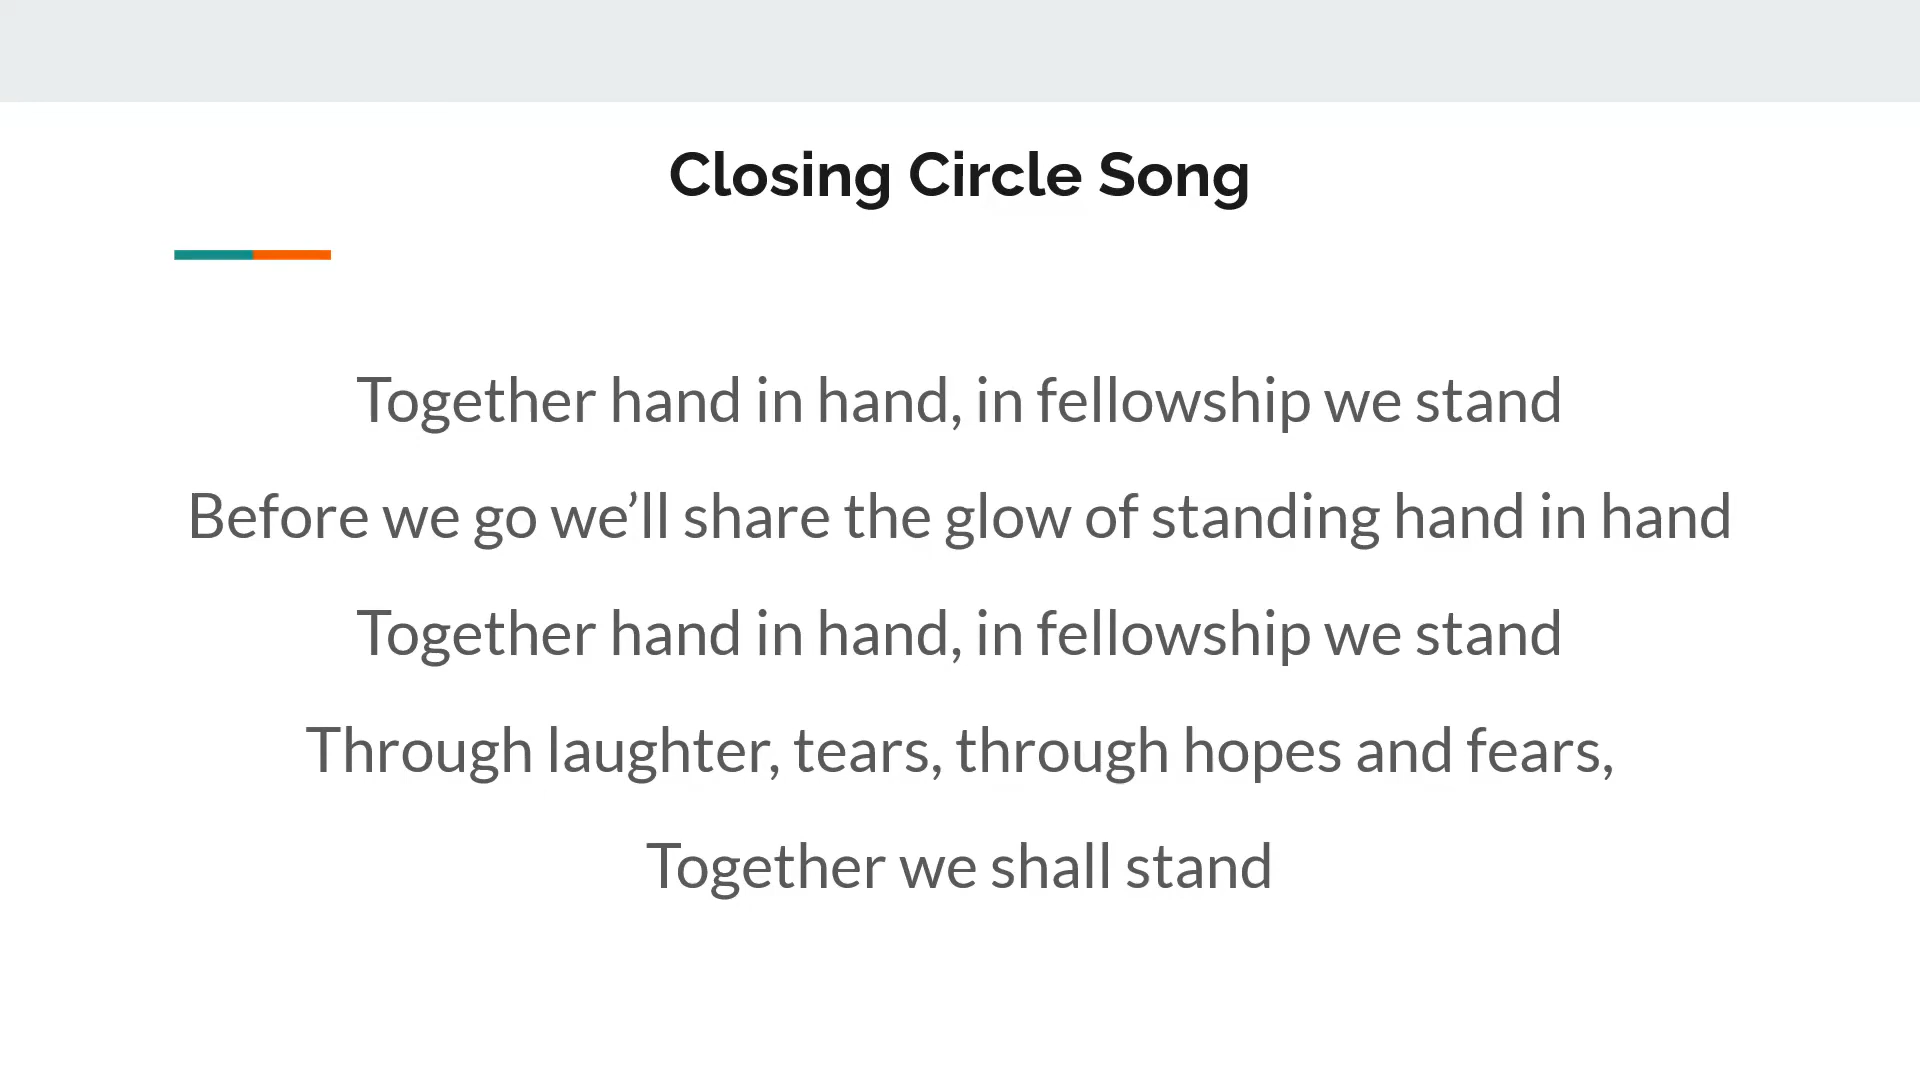 Closing Circle Song
Together hand in hand, in fellowship we stand
Before we go we’ll share the glow of standing hand in hand
Together hand in hand, in fellowship we stand
Through laughter, tears, through hopes and fears,
Together we shall stand